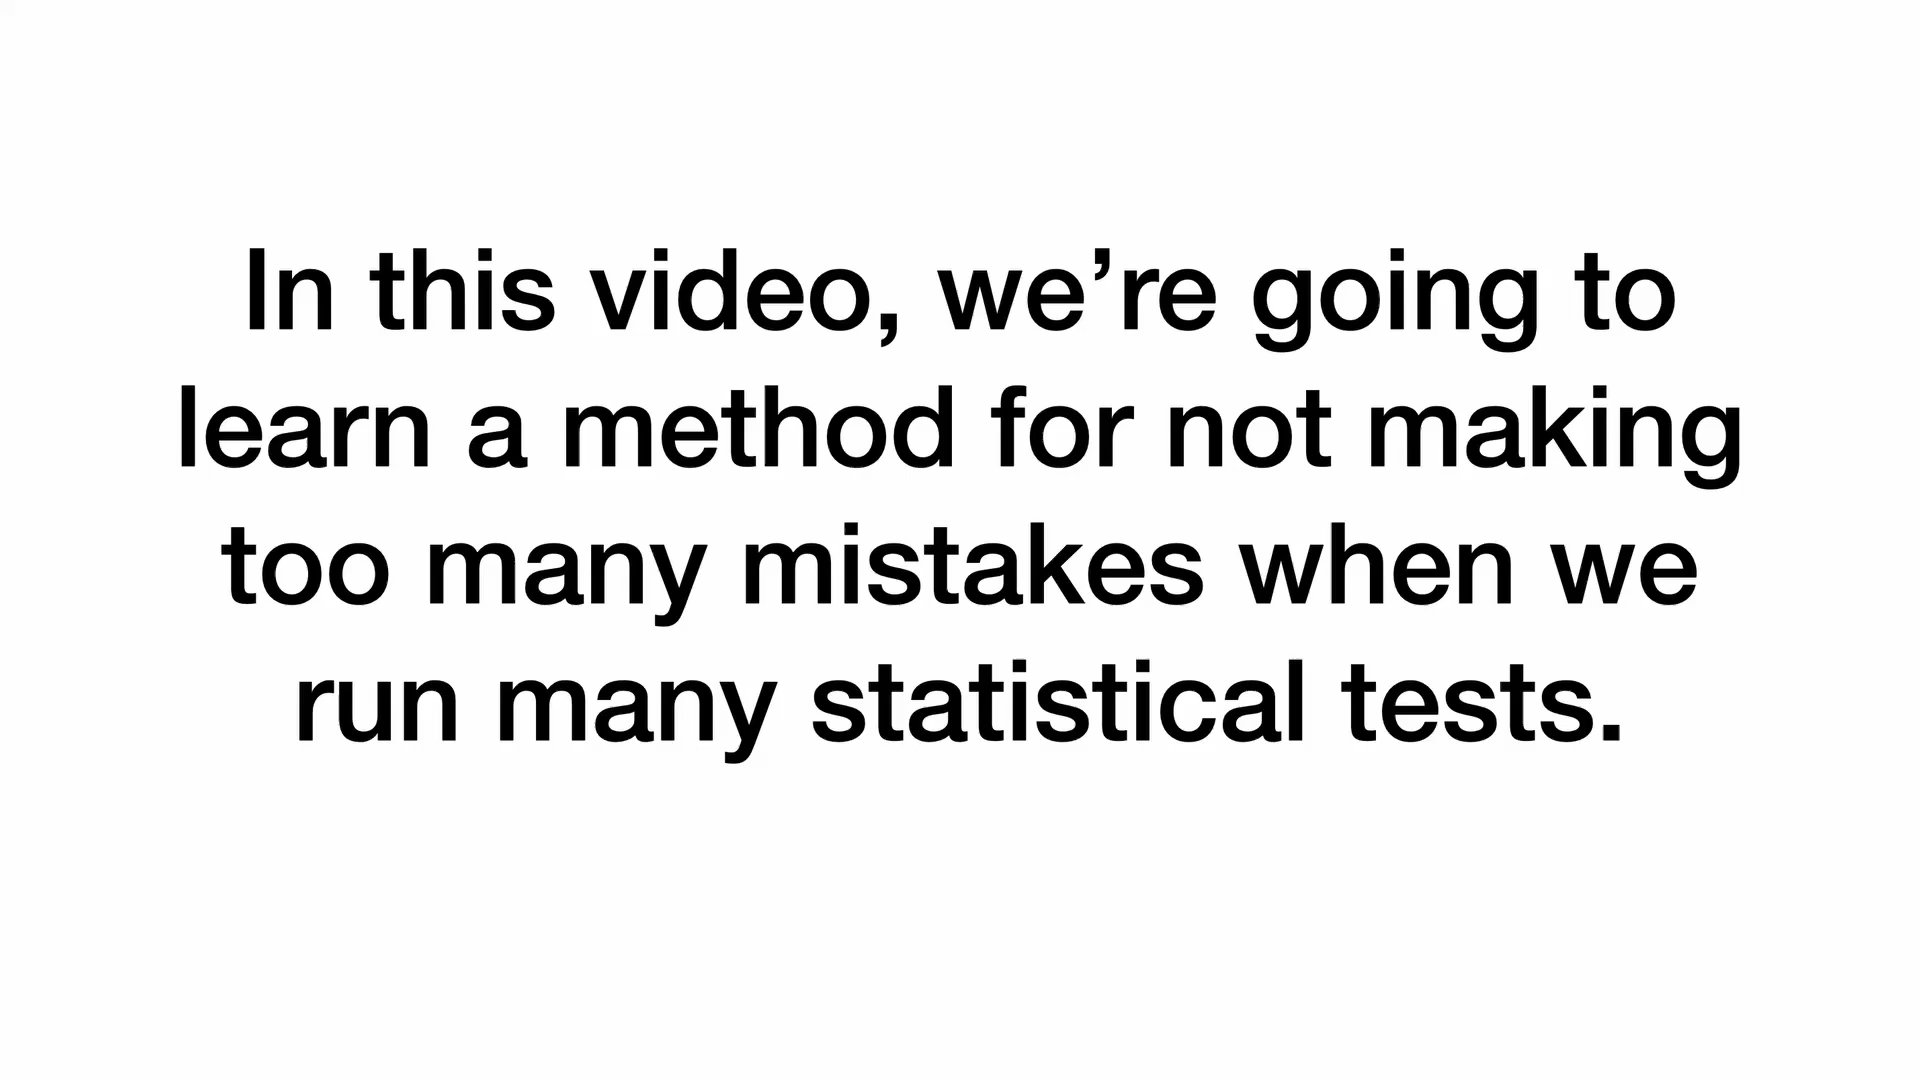 In this video, we’re going to
learn a method for not making
too many mistakes when we
run many statistical tests.